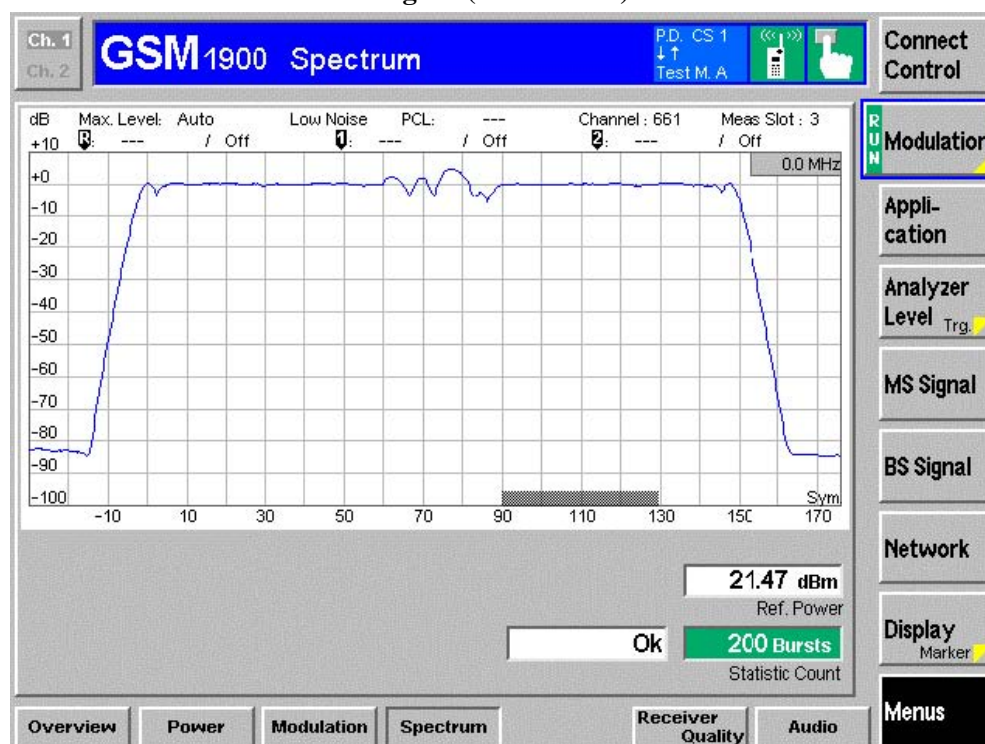 Ch. 1
Ch. 2
GSM 1900 Spectrum
P.D. CS 1
↓↑
Test M. A
Connect
Control
dB Max. Level: Auto Low Noise PCL: --- Channel : 661 Meas Slot : 3
+10 R: --- / Off 1: --- / Off 2: --- / Off
0.0 MHz
+0
-10
-20
-30
-40
-50
-60
-70
-80
-90
-100
Sym
-10 10 30 50 70 90 110 130 150 170
RUN
Modulation
Appli-
cation
Analyzer
Level Trg.
MS Signal
BS Signal
Network
Display
Marker
Menus
21.47 dBm
Ref. Power
Ok 200 Bursts
Statistic Count
Overview Power Modulation Spectrum Receiver Quality Audio